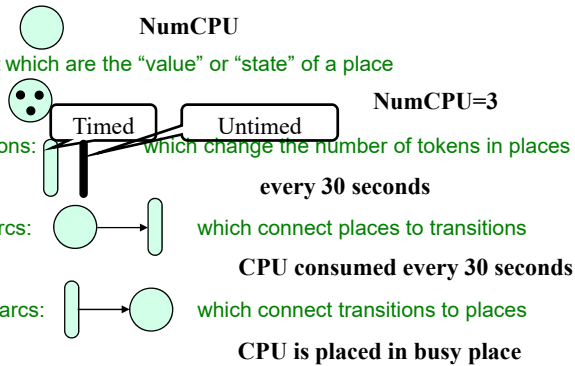 NumCPU
which are the “value” or “state” of a place
NumCPU=3
Timed
Untimed
ons: which change the number of tokens in places
every 30 seconds
rcs: which connect places to transitions
CPU consumed every 30 seconds
arcs: which connect transitions to places
CPU is placed in busy place